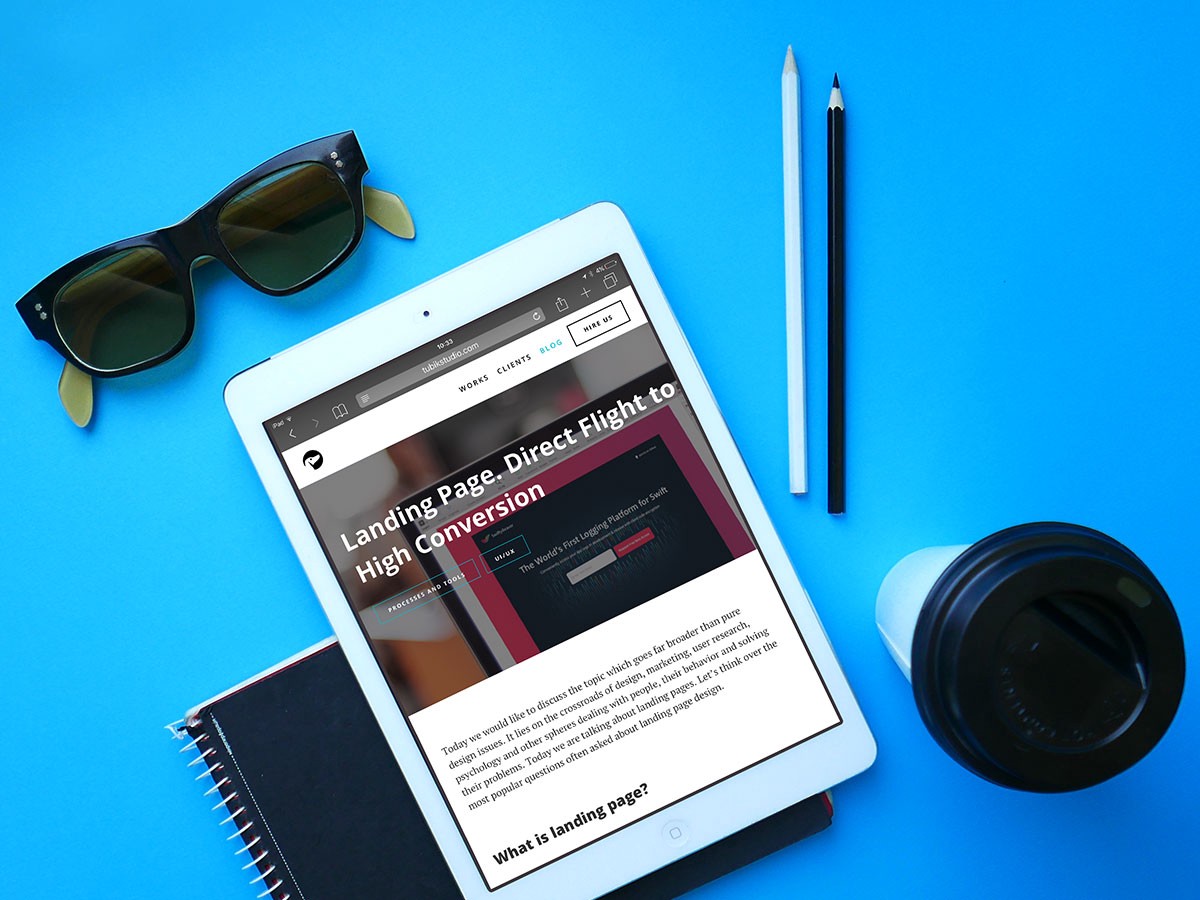 iPad
10:33
4%
tubikstudio.com
WORKS CLIENTS BLOG HIRE US
Landing Page. Direct Flight to
High Conversion
PROCESSES AND TOOLS UI/UX
The World's First Logging Platform for Swift
Today we would like to discuss the topic which goes far broader than pure
design issues. It lies on the crossroads of design, marketing, user research,
psychology and other spheres dealing with people, their behavior and solving
their problems. Today we are talking about landing pages. Let's think over the
most popular questions often asked about landing page design.
What is landing page?